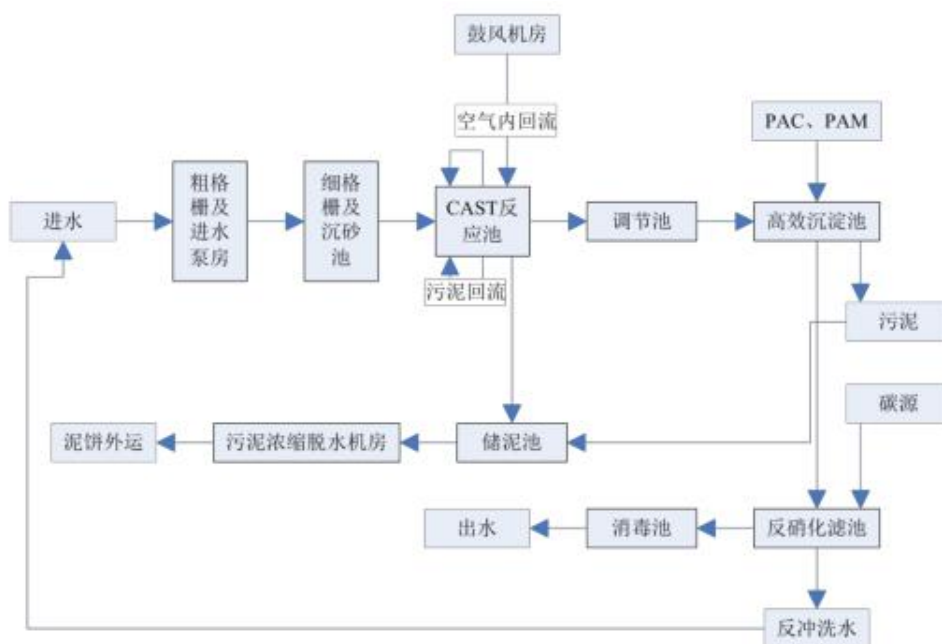 鼓风机房
空气内回流
PAC、PAM
粗格
栅及
进水
泵房
细格
栅及
沉砂
池
进水
CAST反
应池
调节池
高效沉淀池
污泥回流
污泥
碳源
泥饼外运
污泥浓缩脱水机房
储泥池
出水
消毒池
反硝化滤池
反冲洗水